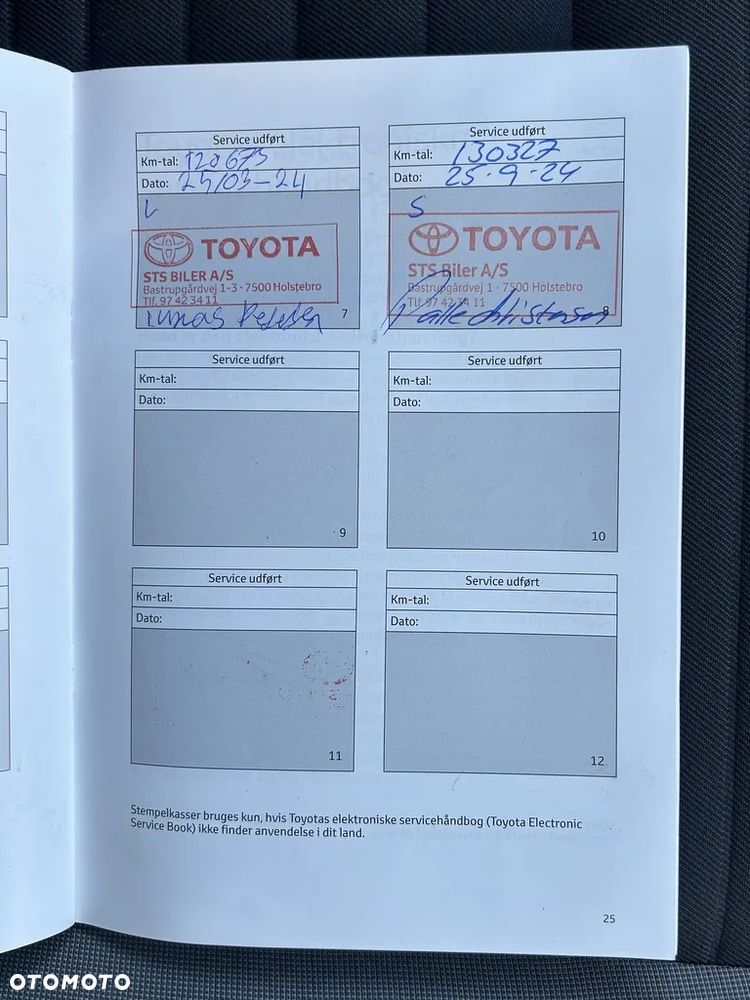 Service udført
Km-tal: 120675
Dato: 25/03-24
L
TOYOTA
STS BILER A/S
Bastrupgårdvej 1-3 · 7500 Holstebro
Tlf. 97 42 34 11
7
Service udført
Km-tal: 130327
Dato: 25·9·24
S
TOYOTA
STS Biler A/S
Bastrupgårdvej 1 · 7500 Holstebro
Tlf. 97 42 34 11
8
Service udført
Km-tal:
Dato:
9
Service udført
Km-tal:
Dato:
10
Service udført
Km-tal:
Dato:
11
Service udført
Km-tal:
Dato:
12
Stempelkasser bruges kun, hvis Toyotas elektroniske servicehåndbog (Toyota Electronic
Service Book) ikke finder anvendelse i dit land.
25
OTOMOTO